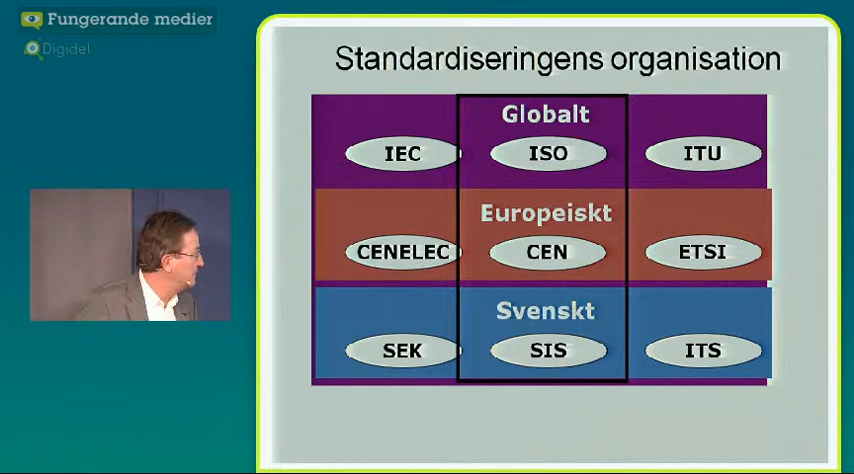 Fungerande medier
Digidel
Standardiseringens organisation
Globalt
IEC ISO ITU
Europeiskt
CENELEC CEN ETSI
Svenskt
SEK SIS ITS